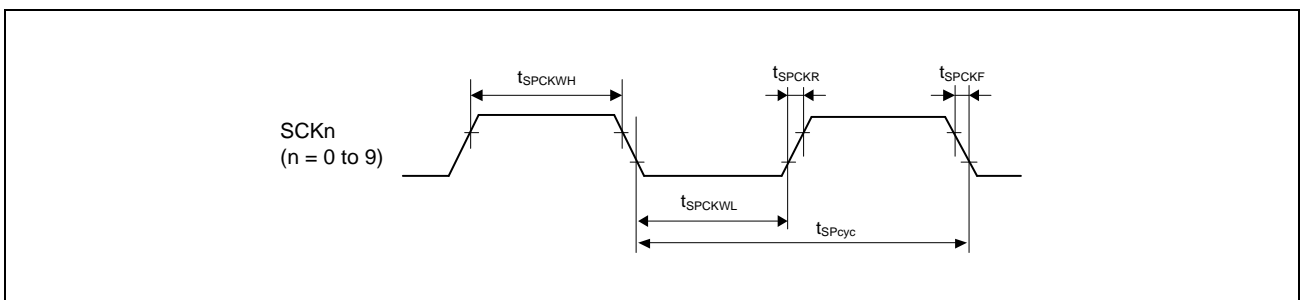 tSPCKWH
tSPCKR
tSPCKF
SCKn
(n = 0 to 9)
tSPCKWL
tSPcyc